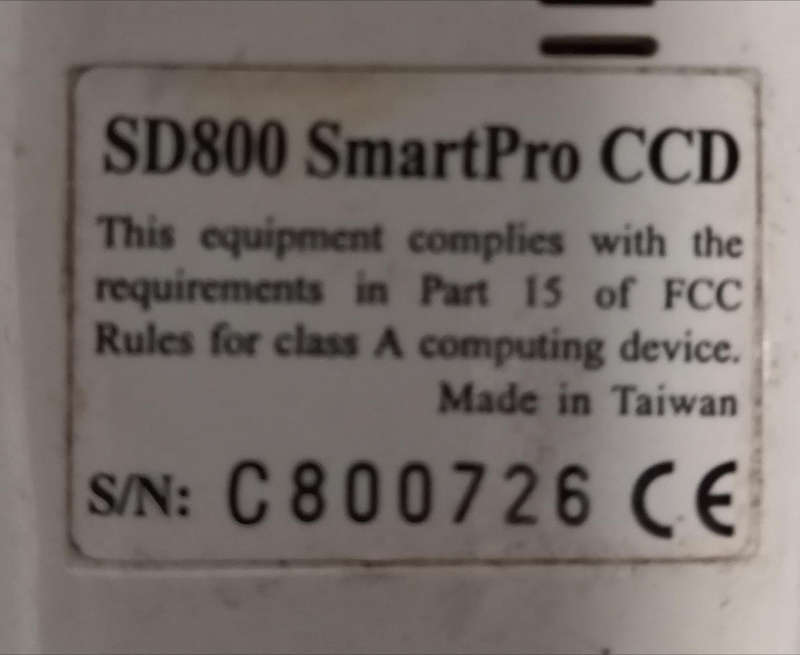 SD800 SmartPro CCD
This equipment complies with the
requirements in Part 15 of FCC
Rules for class A computing device.
Made in Taiwan
S/N: C800726 CE